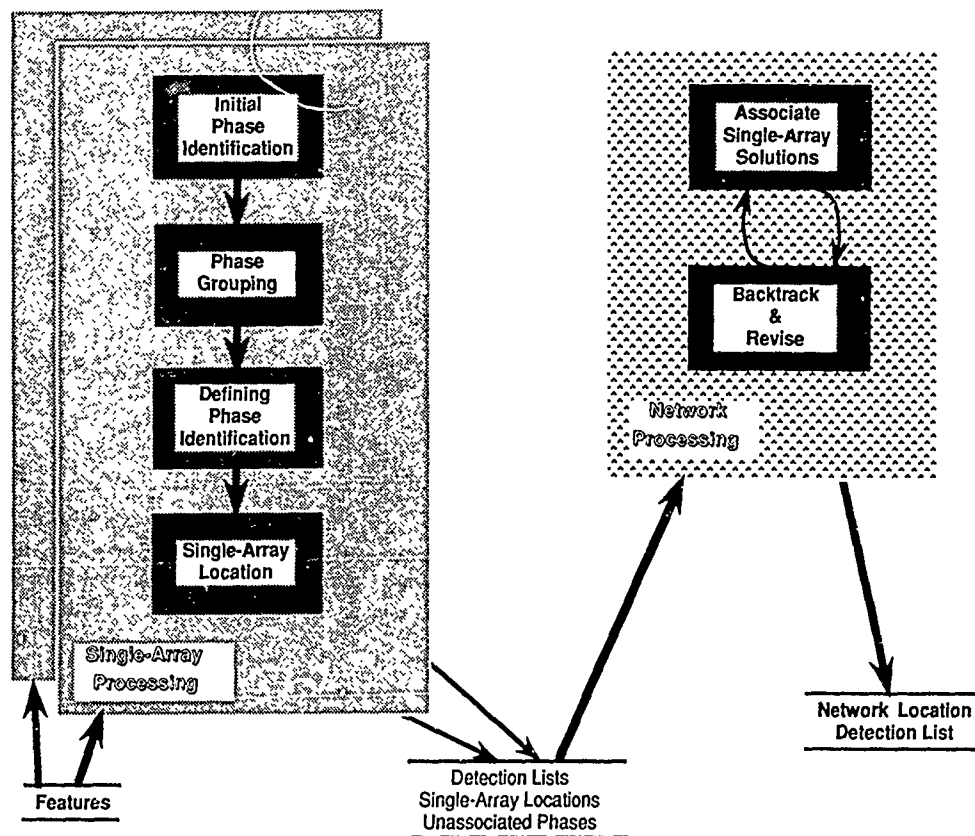 Initial
Phase
Identification
Phase
Grouping
Defining
Phase
Identification
Single-Array
Location
Single-Array
Processing
Features
Detection Lists
Single-Array Locations
Unassociated Phases
Associate
Single-Array
Solutions
Backtrack
&
Revise
Network
Processing
Network Location
Detection List